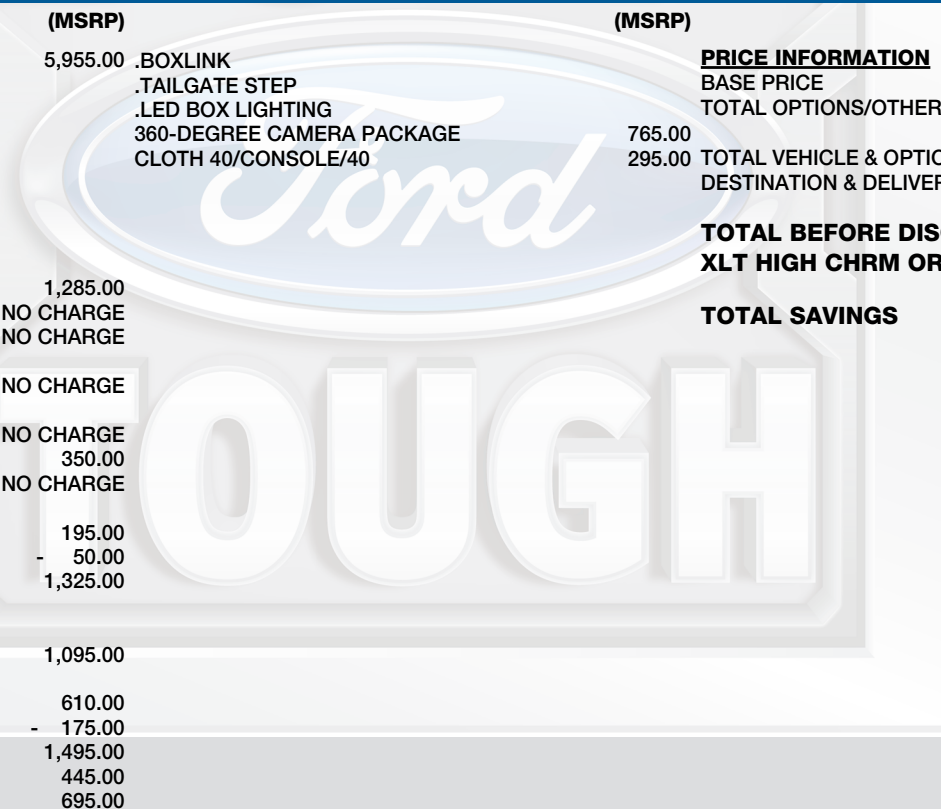 (MSRP)
5,955.00
1,285.00
NO CHARGE
NO CHARGE
NO CHARGE
NO CHARGE
350.00
NO CHARGE
195.00
- 50.00
1,325.00
1,095.00
610.00
- 175.00
1,495.00
445.00
695.00
(MSRP)
.BOXLINK
.TAILGATE STEP
.LED BOX LIGHTING
360-DEGREE CAMERA PACKAGE 765.00
CLOTH 40/CONSOLE/40 295.00
PRICE INFORMATION
BASE PRICE
TOTAL OPTIONS/OTHER
TOTAL VEHICLE & OPTIO
DESTINATION & DELIVER
TOTAL BEFORE DIS
XLT HIGH CHRM OR
TOTAL SAVINGS
Ford
TOUGH